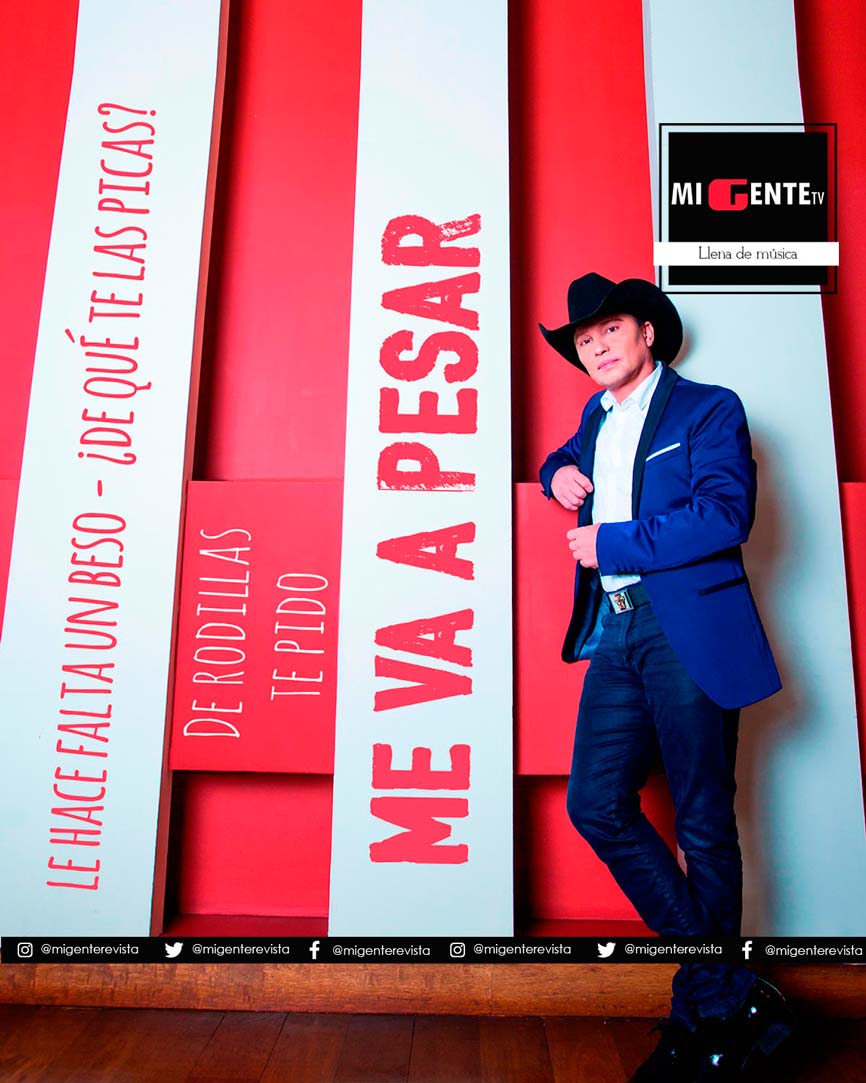 LE HACE FALTA UN BESO - ¿DE QUÉ TE LAS PICAS?
DE RODILLAS
TE PIDO
ME VA A PESAR
MI GENTE TV
Llena de música
@migenterevista @migenterevista @migenterevista @migenterevista @migenterevista @migenterevista